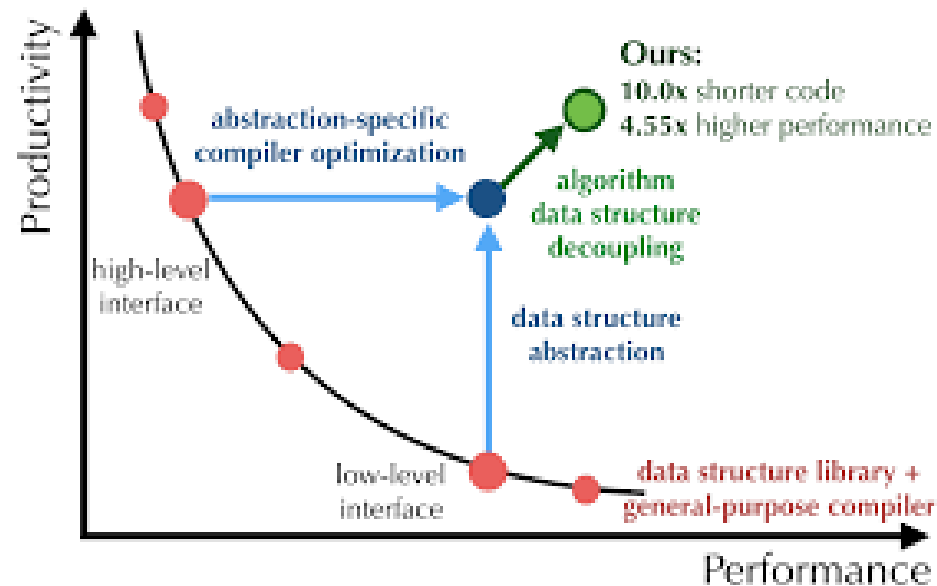 Productivity
Ours:
10.0x shorter code
4.55x higher performance
abstraction-specific
compiler optimization
algorithm
data structure
decoupling
high-level
interface
data structure
abstraction
low-level
interface
data structure library +
general-purpose compiler
Performance